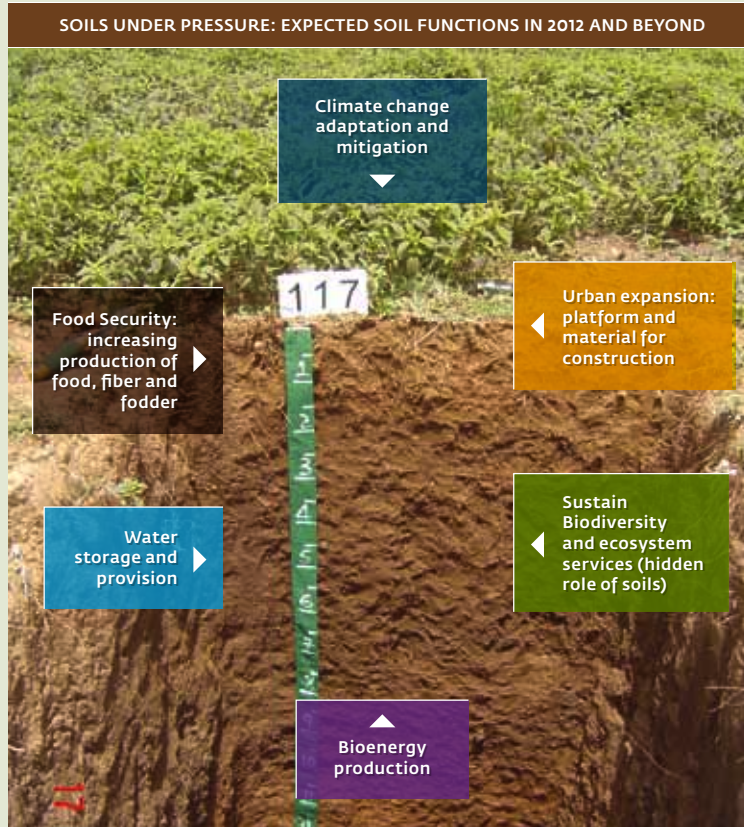 SOILS UNDER PRESSURE: EXPECTED SOIL FUNCTIONS IN 2012 AND BEYOND
Climate change
adaptation and
mitigation
117
Food Security:
increasing
production of
food, fiber and
fodder
Urban expansion:
platform and
material for
construction
Water
storage and
provision
Sustain
Biodiversity
and ecosystem
services (hidden
role of soils)
Bioenergy
production
17